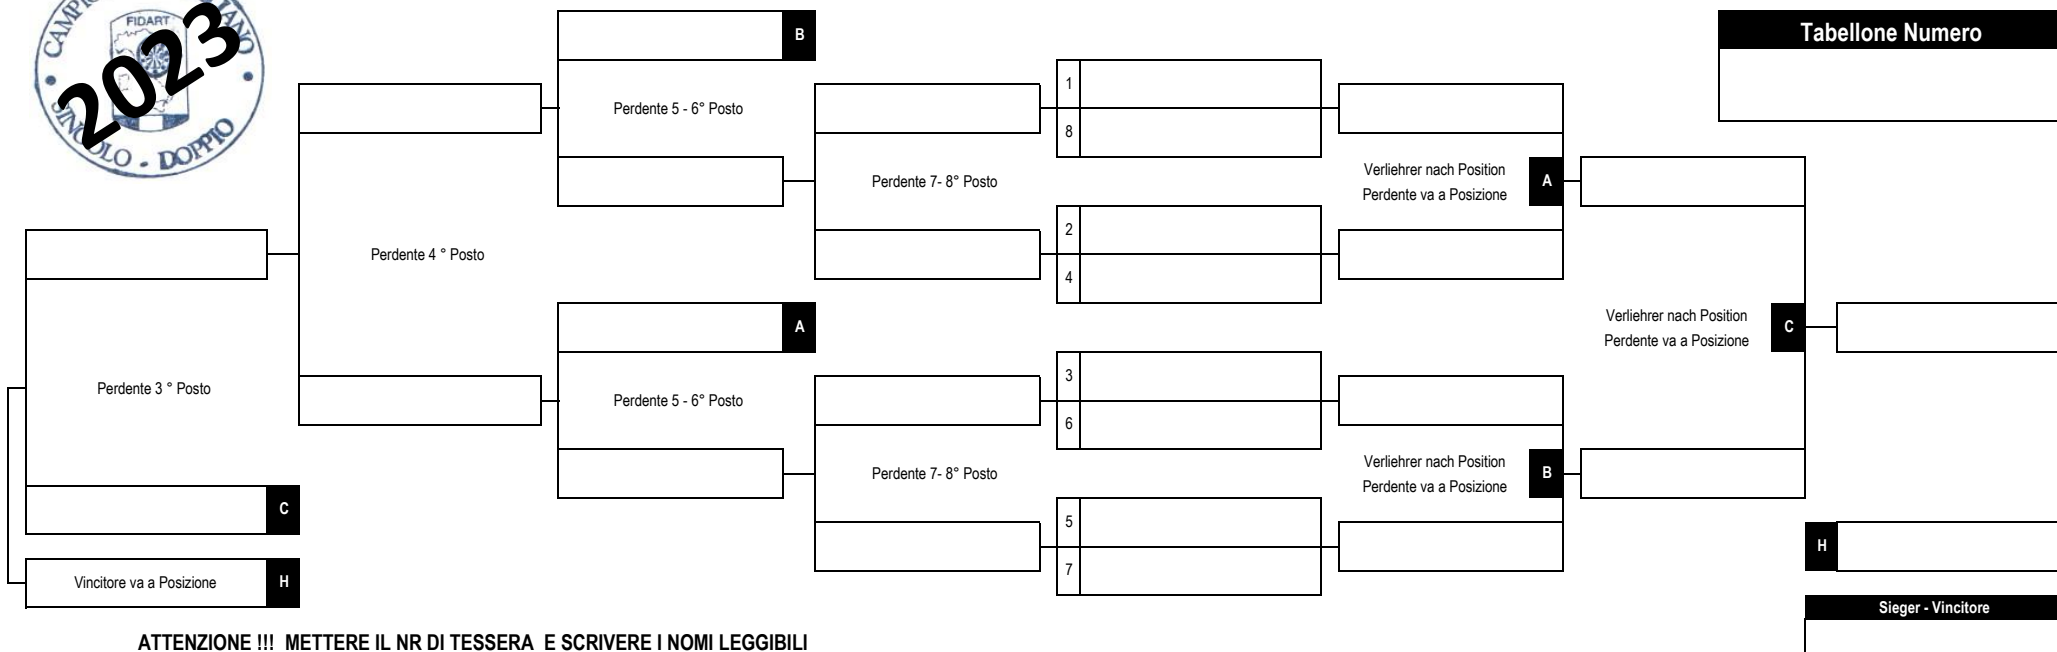 FIDART
2023
SINGOLO - DOPPIO
B
Tabellone Numero
1
Perdente 5 - 6° Posto
8
Verliehrer nach Position
Perdente 7- 8° Posto
A
Perdente va a Posizione
2
Perdente 4 ° Posto
4
A
Verliehrer nach Position
C
Perdente va a Posizione
3
Perdente 3 ° Posto
Perdente 5 - 6° Posto
6
Verliehrer nach Position
Perdente 7- 8° Posto
B
Perdente va a Posizione
C
5
H
7
Vincitore va a Posizione
H
Sieger - Vincitore
ATTENZIONE !!! METTERE IL NR DI TESSERA E SCRIVERE I NOMI LEGGIBILI